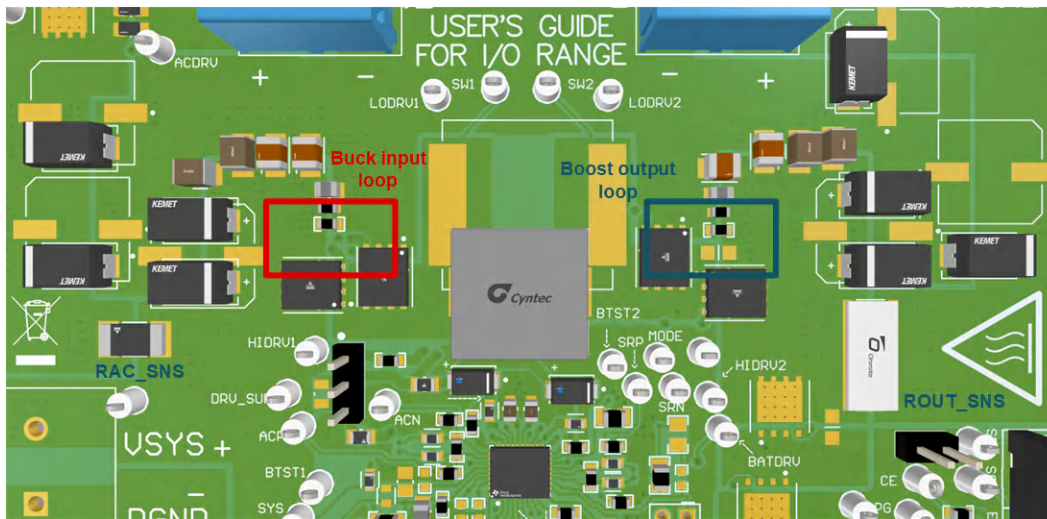 USER'S GUIDE
FOR I/O RANGE
ACDRV
+
-
-
+
SW1
SW2
LODRV1
LODRV2
KEMET
KEMET
Buck input
loop
Boost output
loop
KEMET
KEMET
KEMET
KEMET
KEMET
KEMET
KEMET
Cyntec
Ohmite
RAC_SNS
HIDRV1
BTST2
SRP
MODE
HIDRV2
DRV_SUP
ACN
SRN
ROUT_SNS
VSYS +
BATDRV
BTST1
CE
SYS
-
PGND